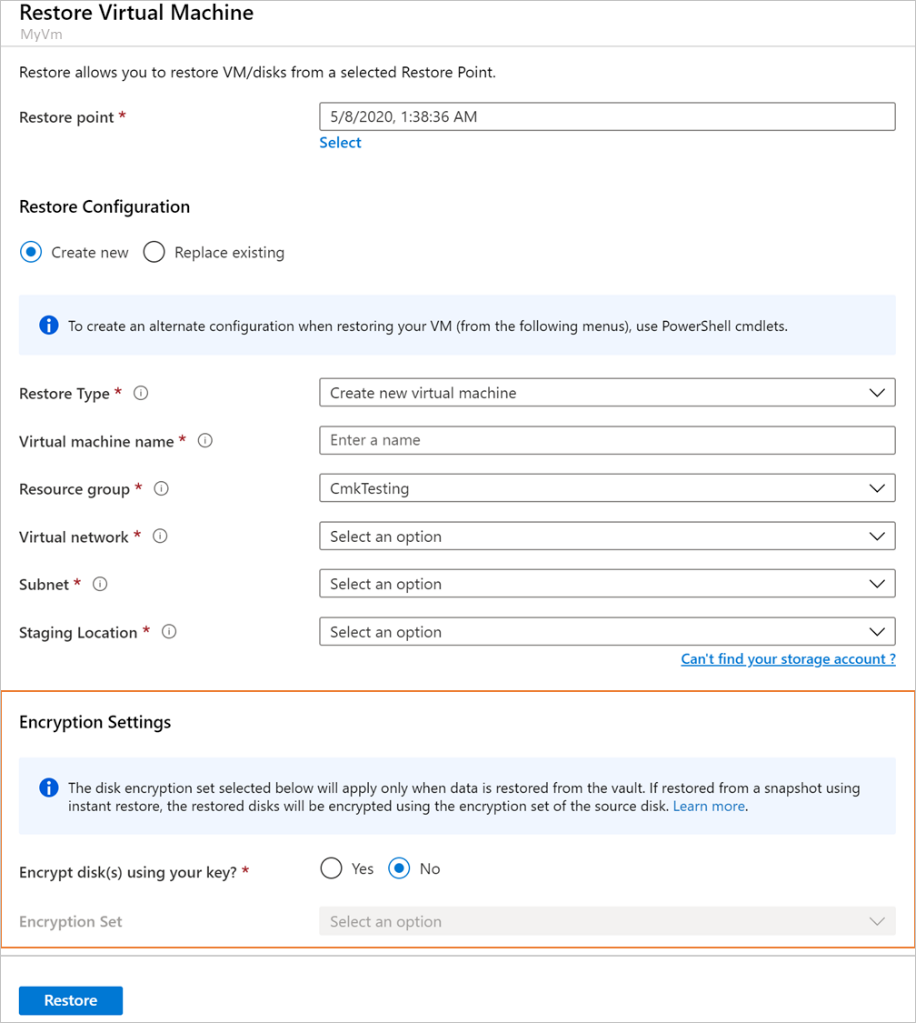 Restore Virtual Machine
MyVm
Restore allows you to restore VM/disks from a selected Restore Point.
Restore point * 5/8/2020, 1:38:36 AM
Select
Restore Configuration
Create new Replace existing
To create an alternate configuration when restoring your VM (from the following menus), use PowerShell cmdlets.
Restore Type * Create new virtual machine
Virtual machine name * Enter a name
Resource group * CmkTesting
Virtual network * Select an option
Subnet * Select an option
Staging Location * Select an option
Can't find your storage account ?
Encryption Settings
The disk encryption set selected below will apply only when data is restored from the vault. If restored from a snapshot using
instant restore, the restored disks will be encrypted using the encryption set of the source disk. Learn more.
Encrypt disk(s) using your key? * Yes No
Encryption Set Select an option
Restore